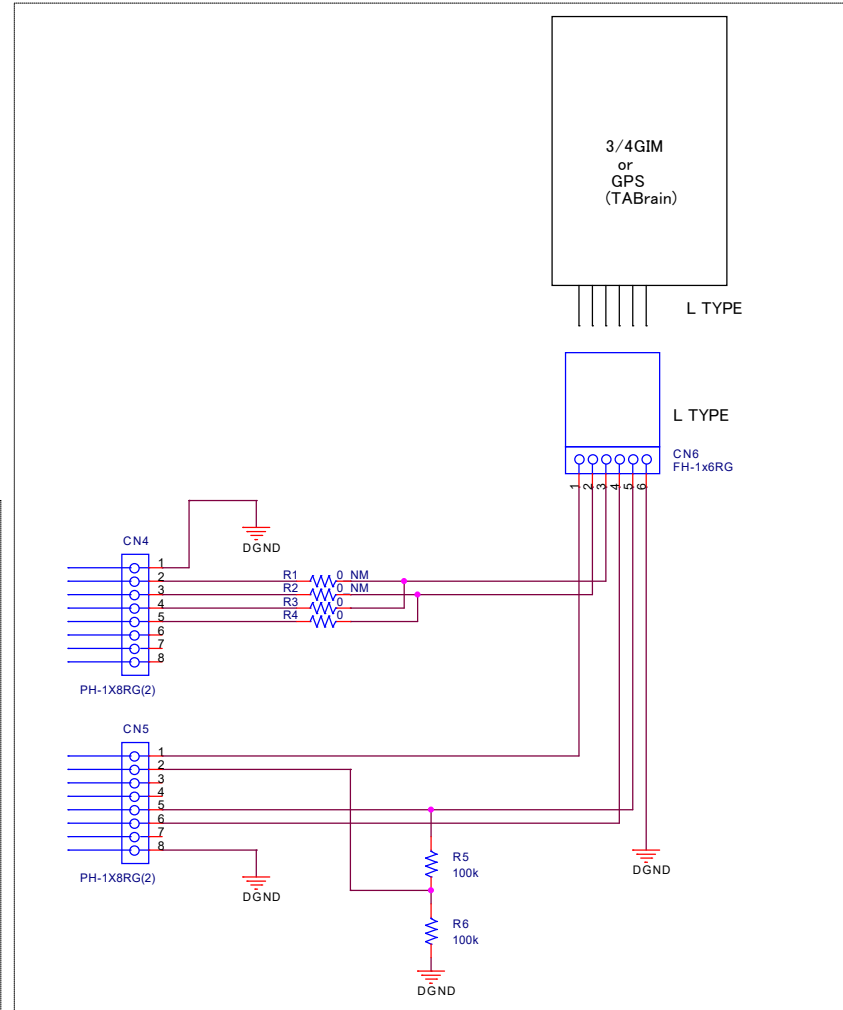 3/4GIM
or
GPS
(TABrain)
L TYPE
L TYPE
CN6
FH-1x6RG
1 2 3 4 5 6
DGND
CN4
1
2
3
4
5
6
7
8
R1 0 NM
R2 0 NM
R3 0
R4 0
PH-1X8RG(2)
CN5
1
2
3
4
5
6
7
8
PH-1X8RG(2)
DGND
R5
100k
DGND
R6
100k
DGND